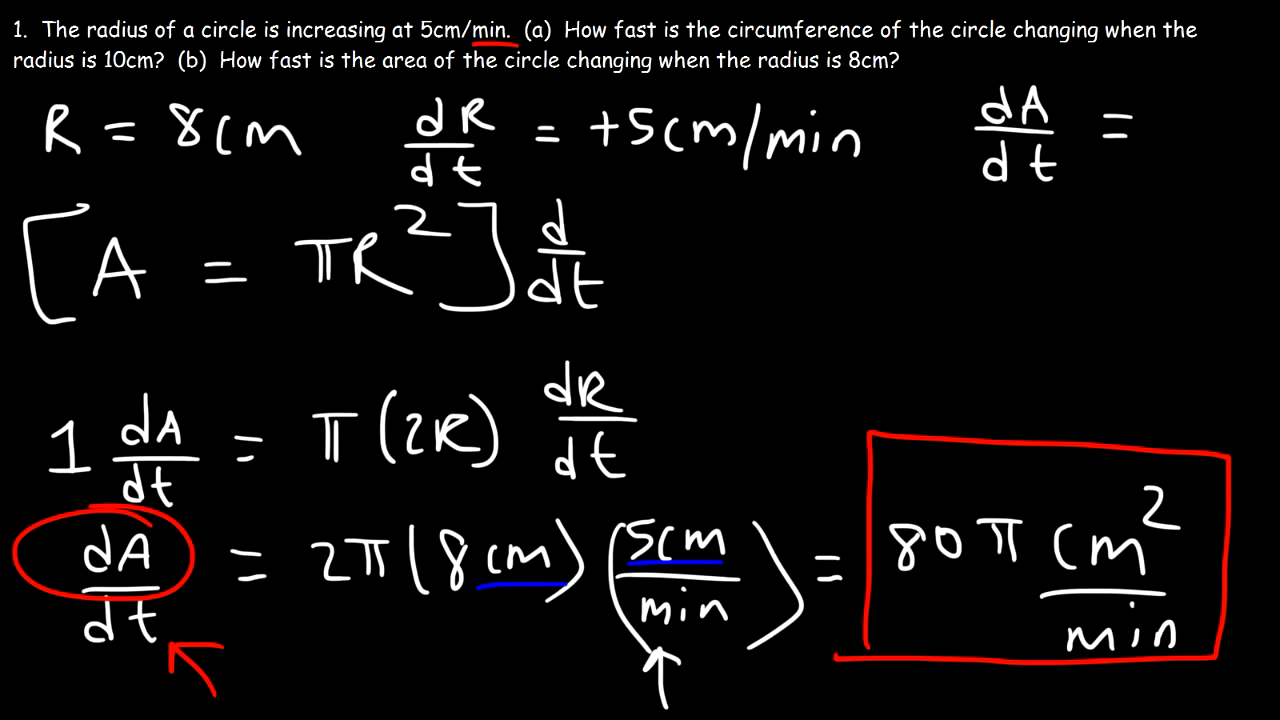 1. The radius of a circle is increasing at 5cm/min. (a) How fast is the circumference of the circle changing when the
radius is 10cm? (b) How fast is the area of the circle changing when the radius is 8cm?
R = 8cm dR/dt = +5cm/min dA/dt =
[A = πR²] d/dt
1 dA/dt = π(2R) dR/dt
dA/dt = 2π(8cm)(5cm/min) = 80π cm²/min